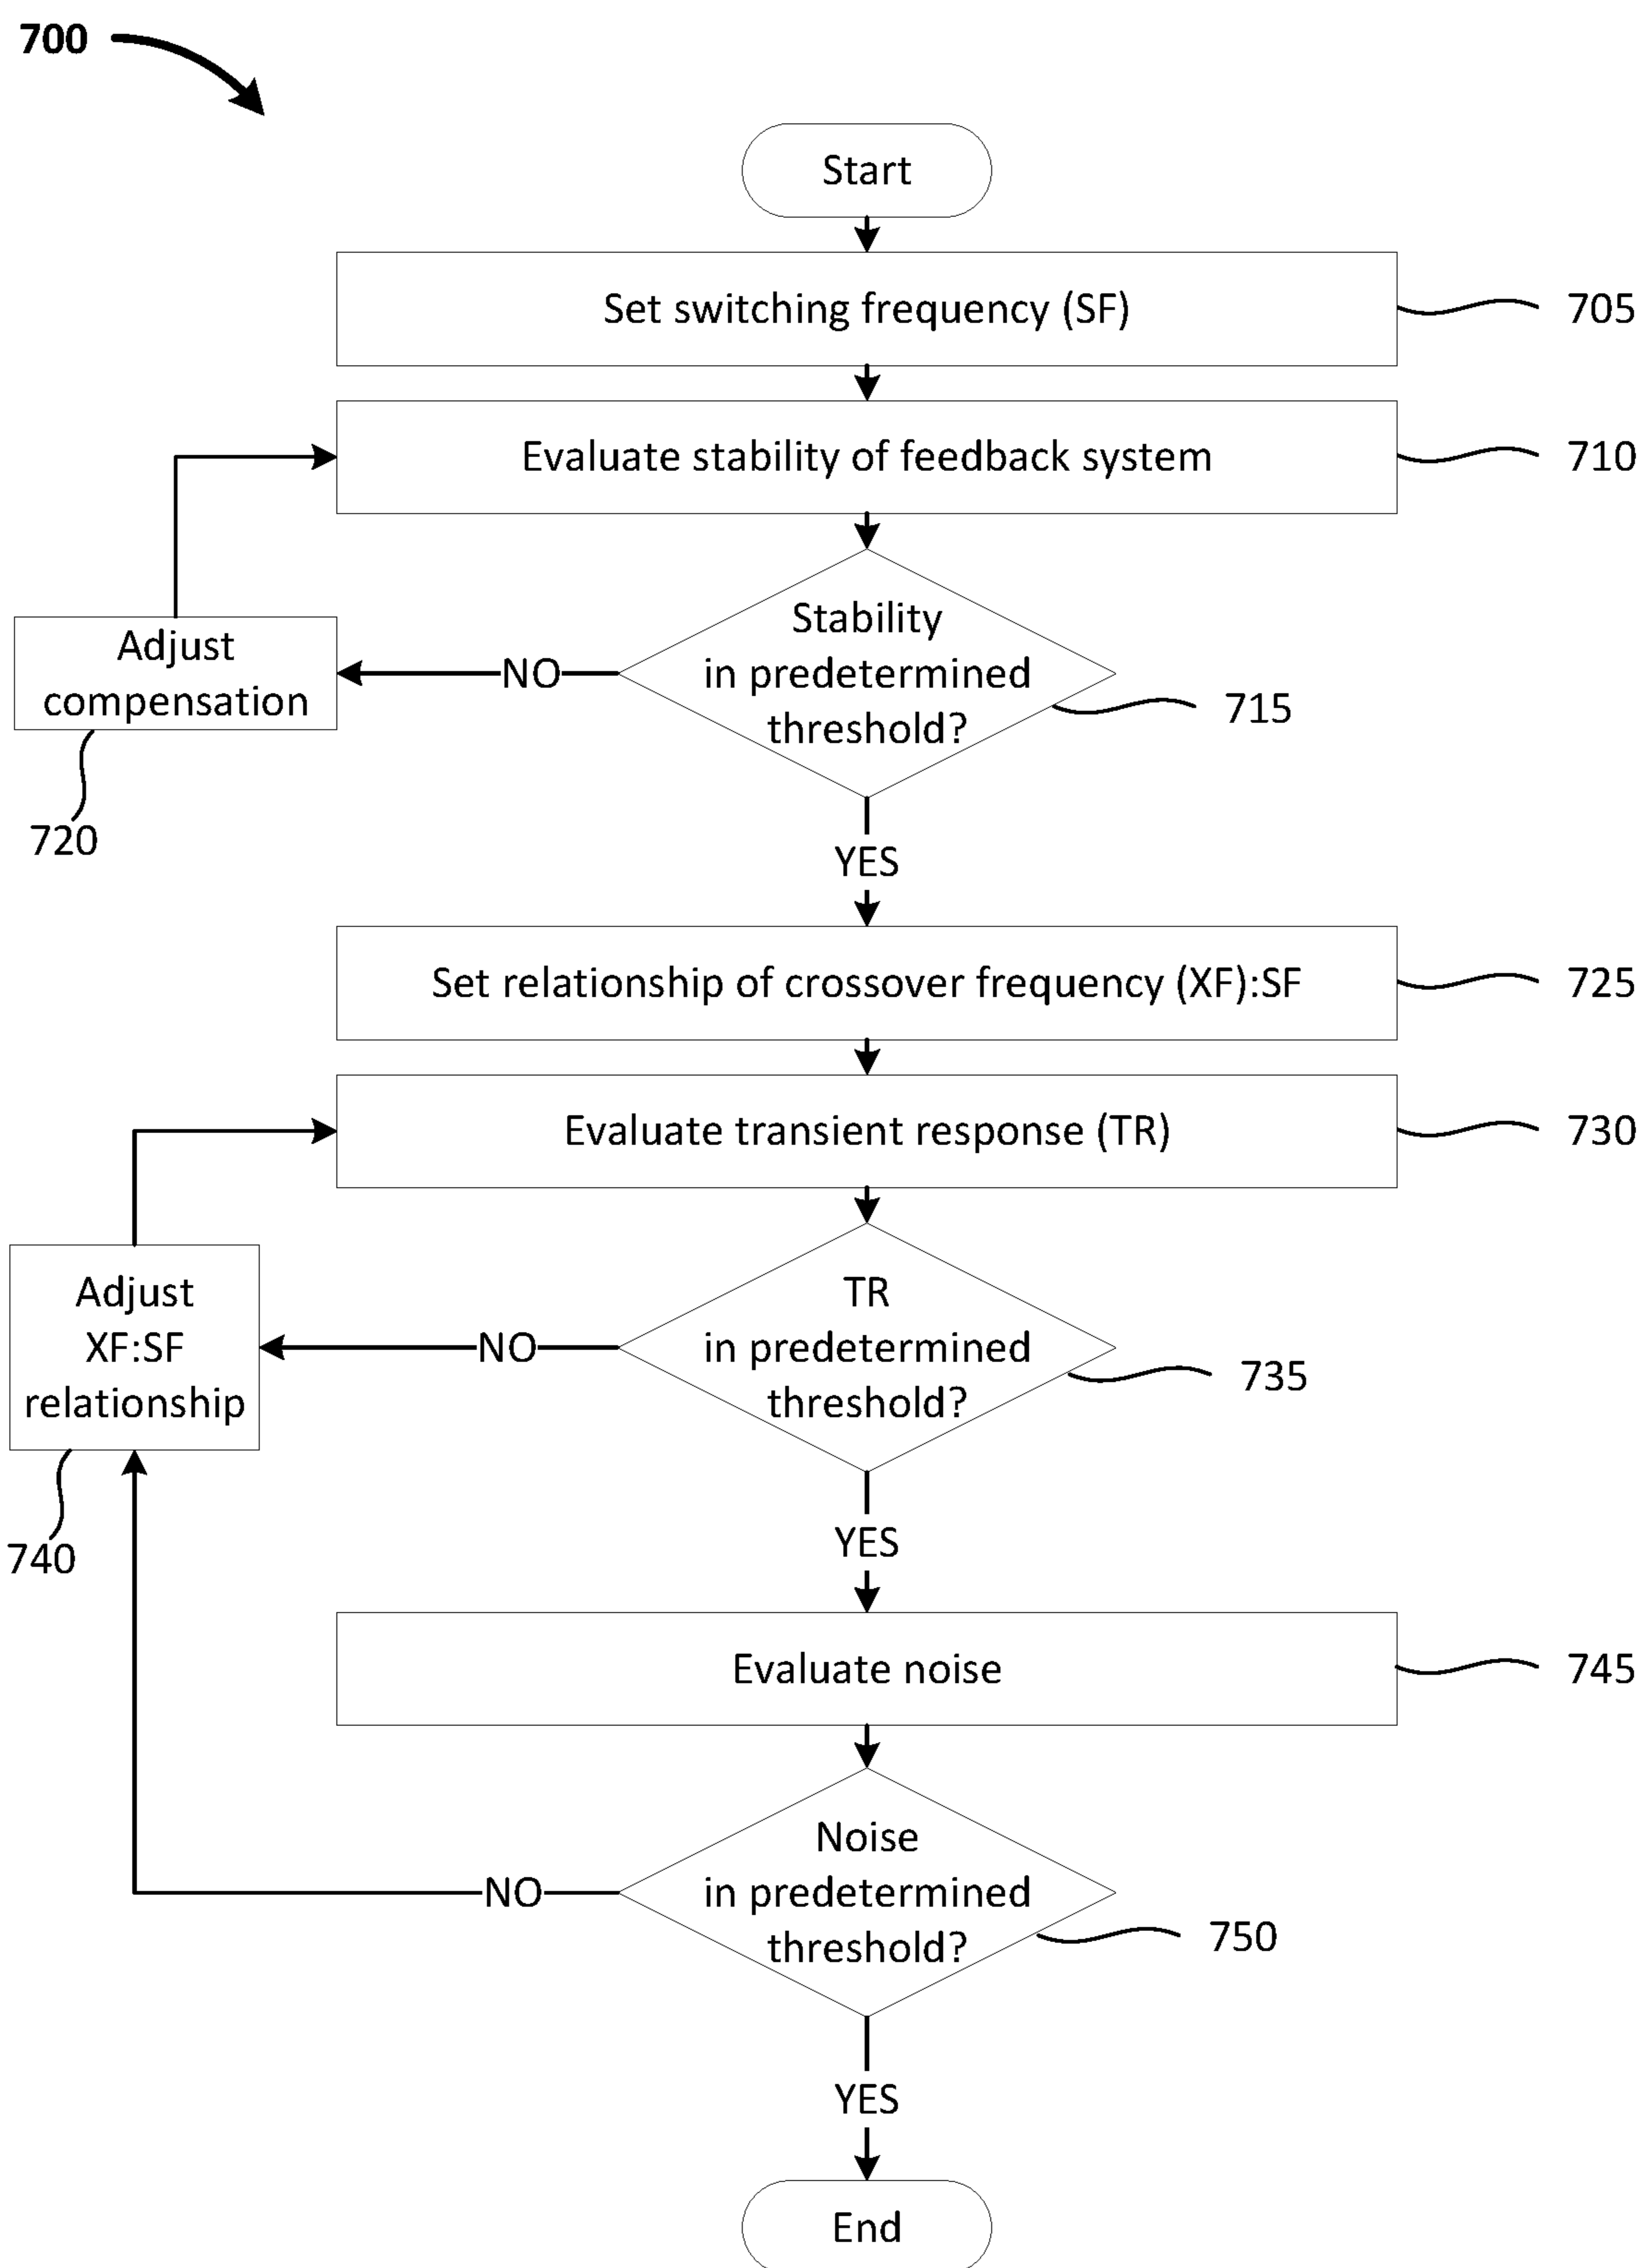 700
Start
Set switching frequency (SF)
705
Evaluate stability of feedback system
710
Stability
in predetermined
threshold?
715
NO
Adjust
compensation
720
YES
Set relationship of crossover frequency (XF):SF
725
Evaluate transient response (TR)
730
TR
in predetermined
threshold?
735
NO
Adjust
XF:SF
relationship
740
YES
Evaluate noise
745
Noise
in predetermined
threshold?
750
NO
YES
End